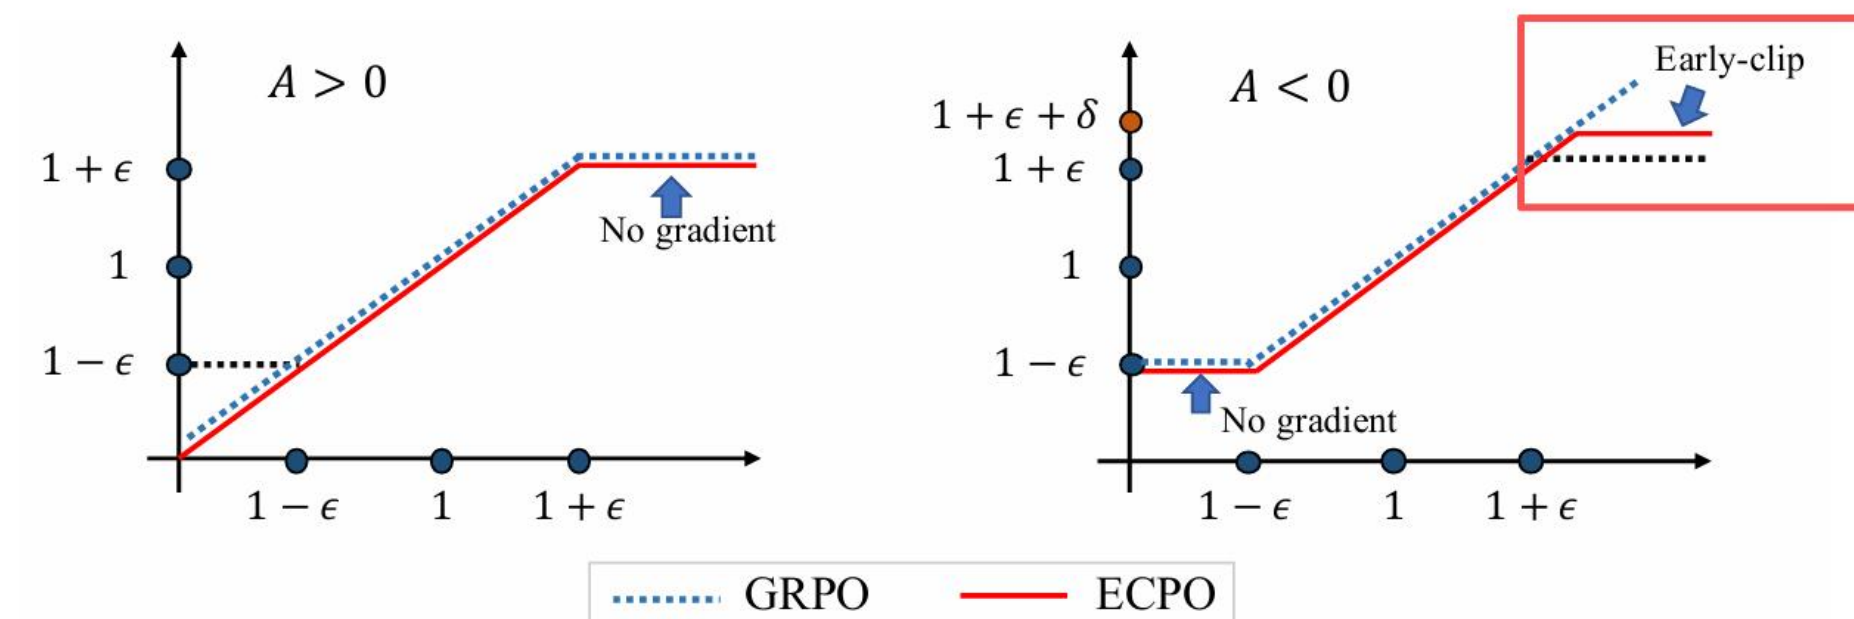 A > 0
1 + ϵ
1
1 − ϵ
No gradient
1 − ϵ
1
1 + ϵ
A < 0
Early-clip
1 + ϵ + δ
1 + ϵ
1
1 − ϵ
No gradient
1 − ϵ
1
1 + ϵ
GRPO
ECPO